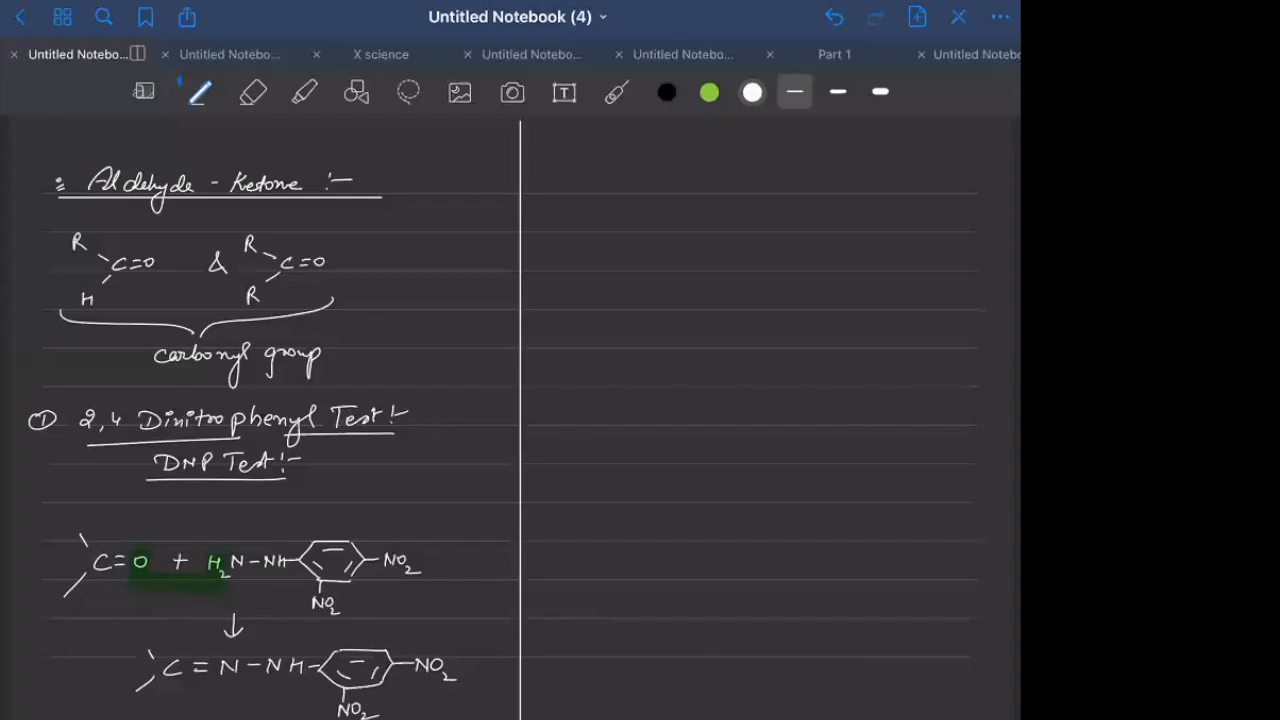 Untitled Notebook (4)
Untitled Notebo... Untitled Notebo... X science Untitled Notebo... Untitled Notebo... Part 1 Untitled Notebo
T
Aldehyde - Ketone :-
R R
C=O & C=O
H R
carbonyl group
① 2,4 Dinitrophenyl Test :-
DNP Test :-
C=O + H₂N-NH- -NO₂
NO₂
↓
C=N-NH- -NO₂
NO₂